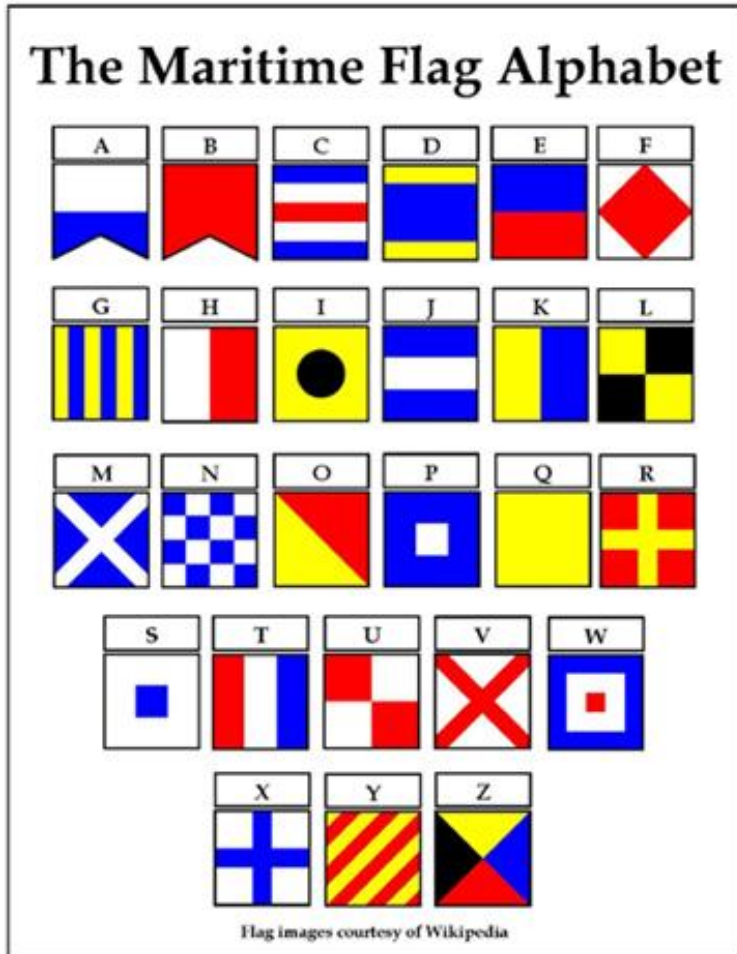 The Maritime Flag Alphabet
A B C D E F
G H I J K L
M N O P Q R
S T U V W
X Y Z
Flag images courtesy of Wikipedia